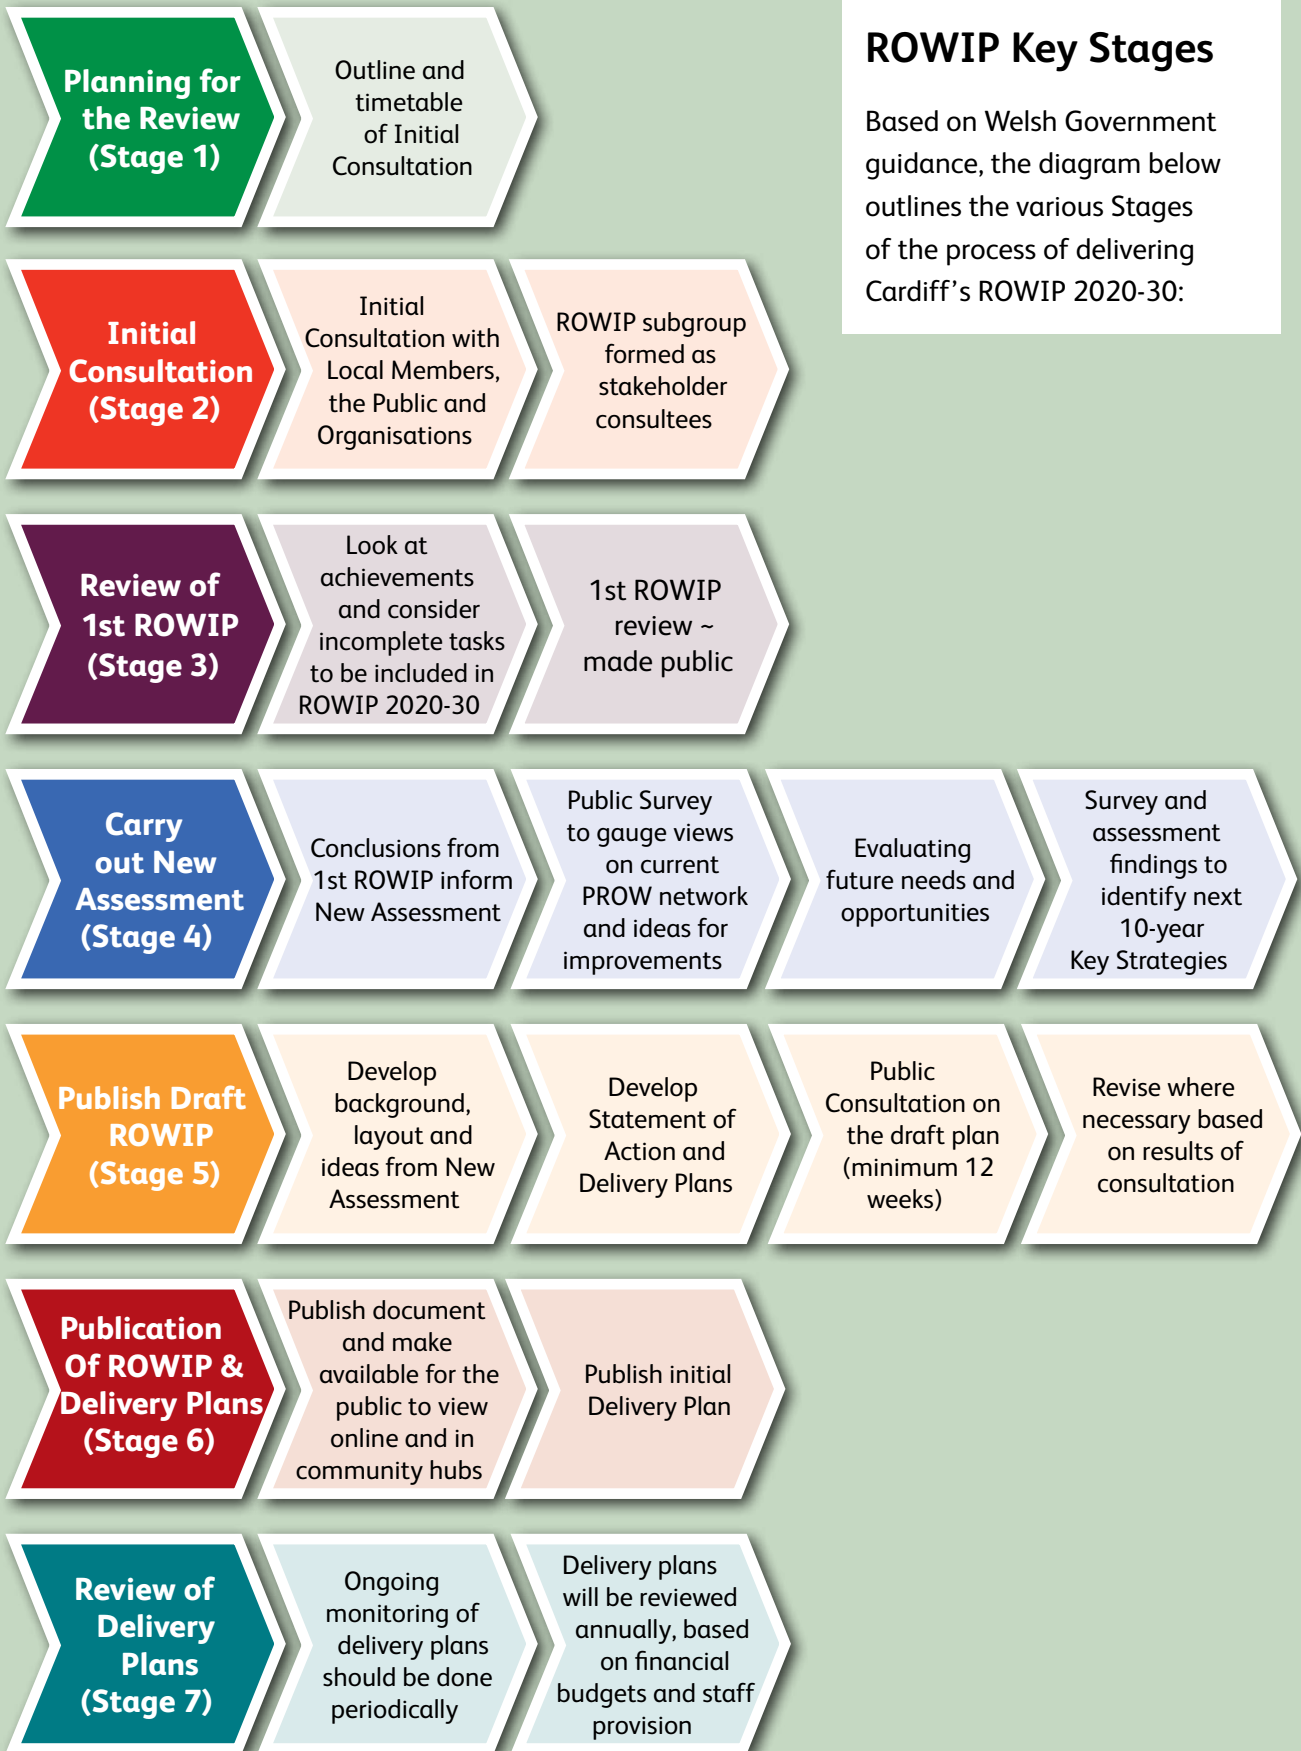 ROWIP Key Stages
Based on Welsh Government
guidance, the diagram below
outlines the various Stages
of the process of delivering
Cardiff's ROWIP 2020-30:
Planning for
the Review
(Stage 1)
Outline and
timetable
of Initial
Consultation
Initial
Consultation
(Stage 2)
Initial
Consultation with
Local Members,
the Public and
Organisations
ROWIP subgroup
formed as
stakeholder
consultees
Review of
1st ROWIP
(Stage 3)
Look at
achievements
and consider
incomplete tasks
to be included in
ROWIP 2020-30
1st ROWIP
review ~
made public
Carry
out New
Assessment
(Stage 4)
Conclusions from
1st ROWIP inform
New Assessment
Public Survey
to gauge views
on current
PROW network
and ideas for
improvements
Evaluating
future needs and
opportunities
Survey and
assessment
findings to
identify next
10-year
Key Strategies
Publish Draft
ROWIP
(Stage 5)
Develop
background,
layout and
ideas from New
Assessment
Develop
Statement of
Action and
Delivery Plans
Public
Consultation on
the draft plan
(minimum 12
weeks)
Revise where
necessary based
on results of
consultation
Publication
Of ROWIP &
Delivery Plans
(Stage 6)
Publish document
and make
available for the
public to view
online and in
community hubs
Publish initial
Delivery Plan
Review of
Delivery
Plans
(Stage 7)
Ongoing
monitoring of
delivery plans
should be done
periodically
Delivery plans
will be reviewed
annually, based
on financial
budgets and staff
provision